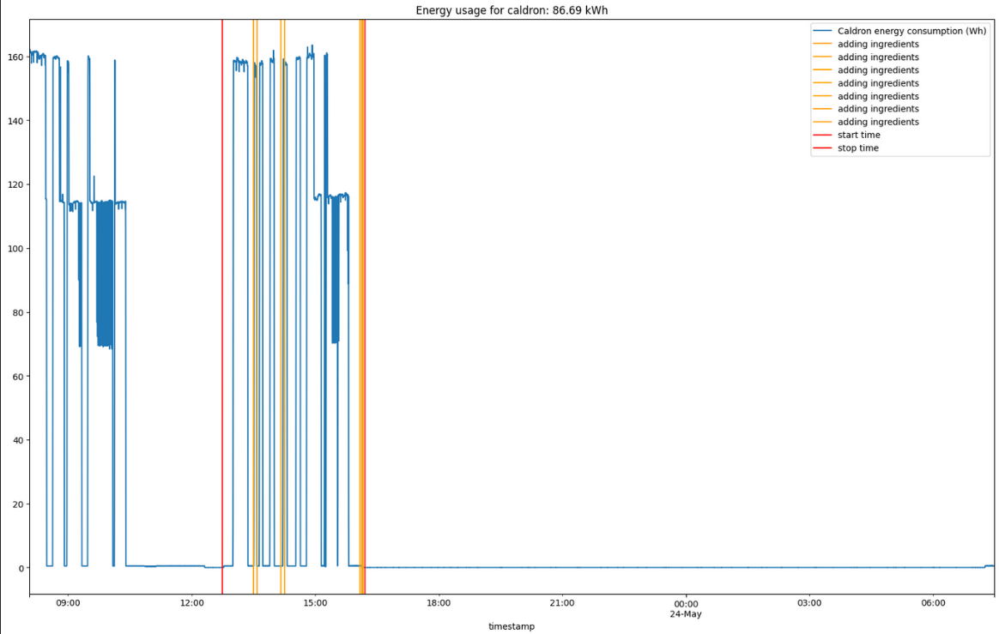 Energy usage for caldron: 86.69 kWh
Caldron energy consumption (Wh)
adding ingredients
adding ingredients
adding ingredients
adding ingredients
adding ingredients
adding ingredients
adding ingredients
start time
stop time
160
140
120
100
80
60
40
20
0
09:00 12:00 15:00 18:00 21:00 00:00 03:00 06:00
24-May
timestamp